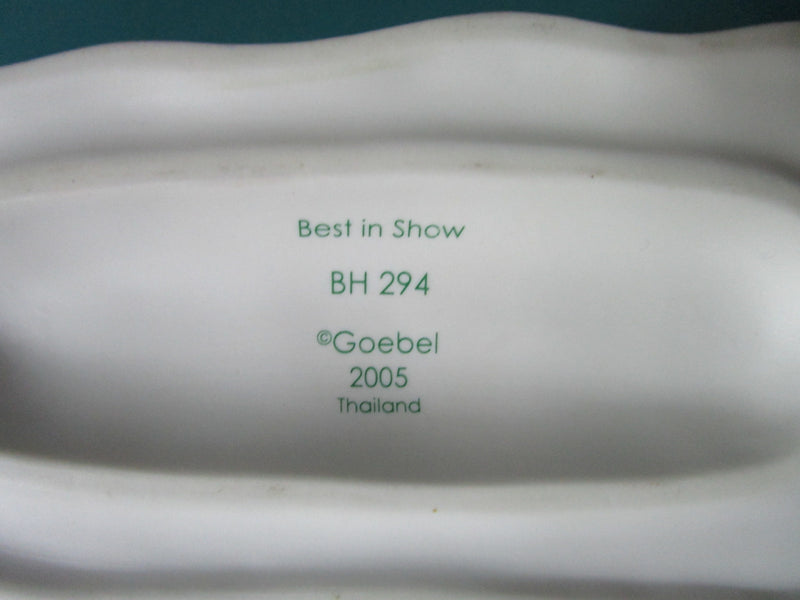 Best in Show
BH 294
©Goebel
2005
Thailand